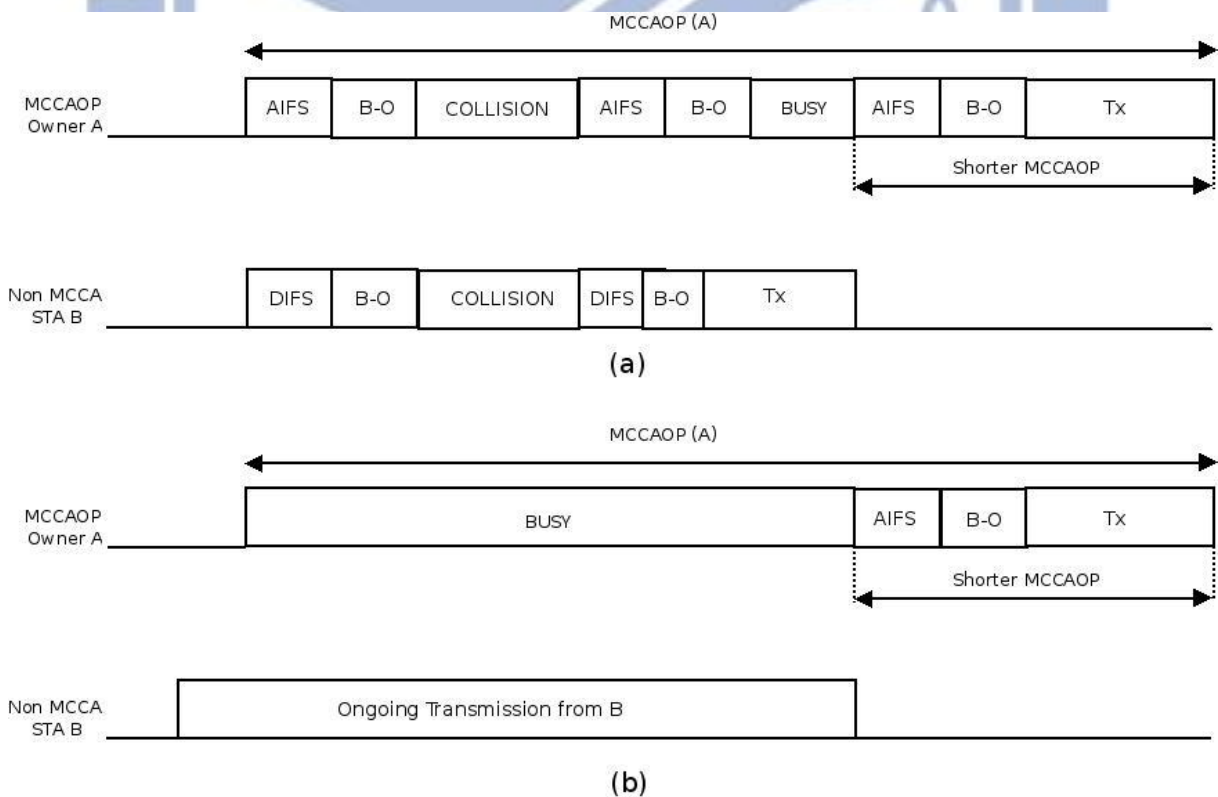 MCCAOP (A)
MCCAOP
Owner A
AIFS B-O COLLISION AIFS B-O BUSY AIFS B-O Tx
Shorter MCCAOP
Non MCCA
STA B
DIFS B-O COLLISION DIFS B-O Tx
(a)
MCCAOP (A)
MCCAOP
Owner A
BUSY AIFS B-O Tx
Shorter MCCAOP
Non MCCA
STA B
Ongoing Transmission from B
(b)